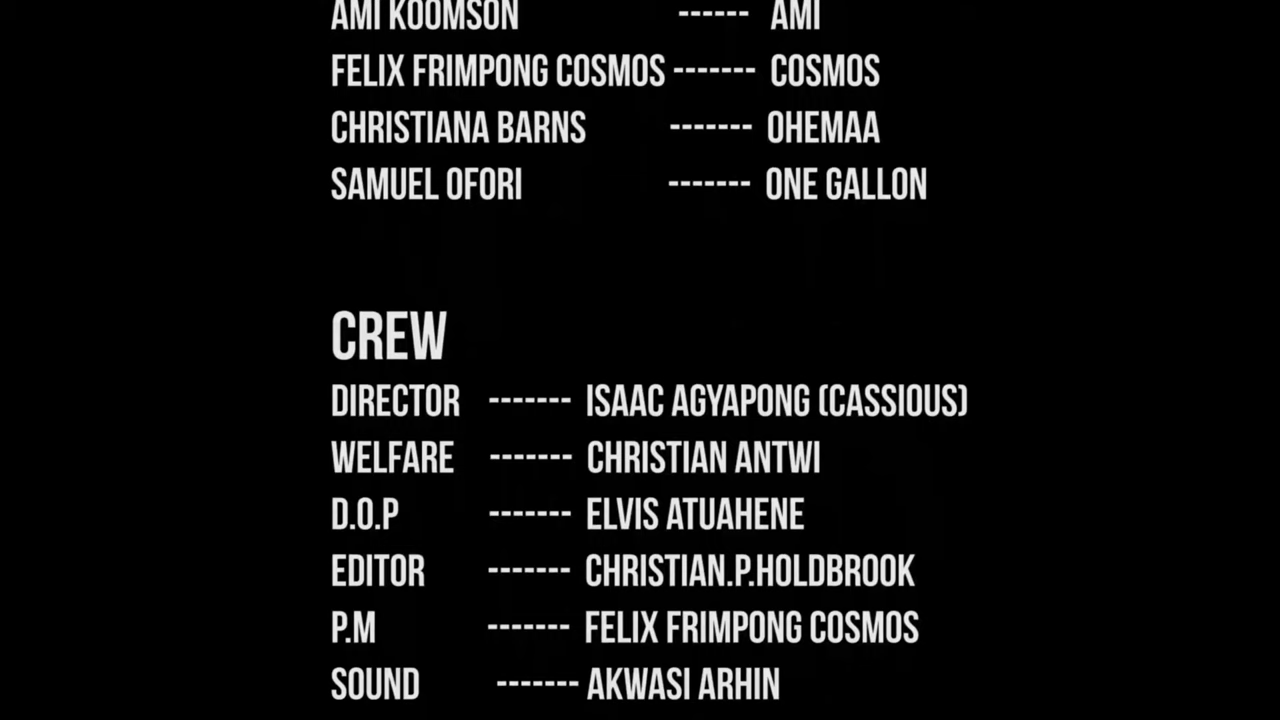 AMI KOOMSON ------ AMI
FELIX FRIMPONG COSMOS ------- COSMOS
CHRISTIANA BARNS ------- OHEMAA
SAMUEL OFORI ------- ONE GALLON
CREW
DIRECTOR ------- ISAAC AGYAPONG (CASSIOUS)
WELFARE ------- CHRISTIAN ANTWI
D.O.P ------- ELVIS ATUAHENE
EDITOR ------- CHRISTIAN.P.HOLDBROOK
P.M ------- FELIX FRIMPONG COSMOS
SOUND ------- AKWASI ARHIN